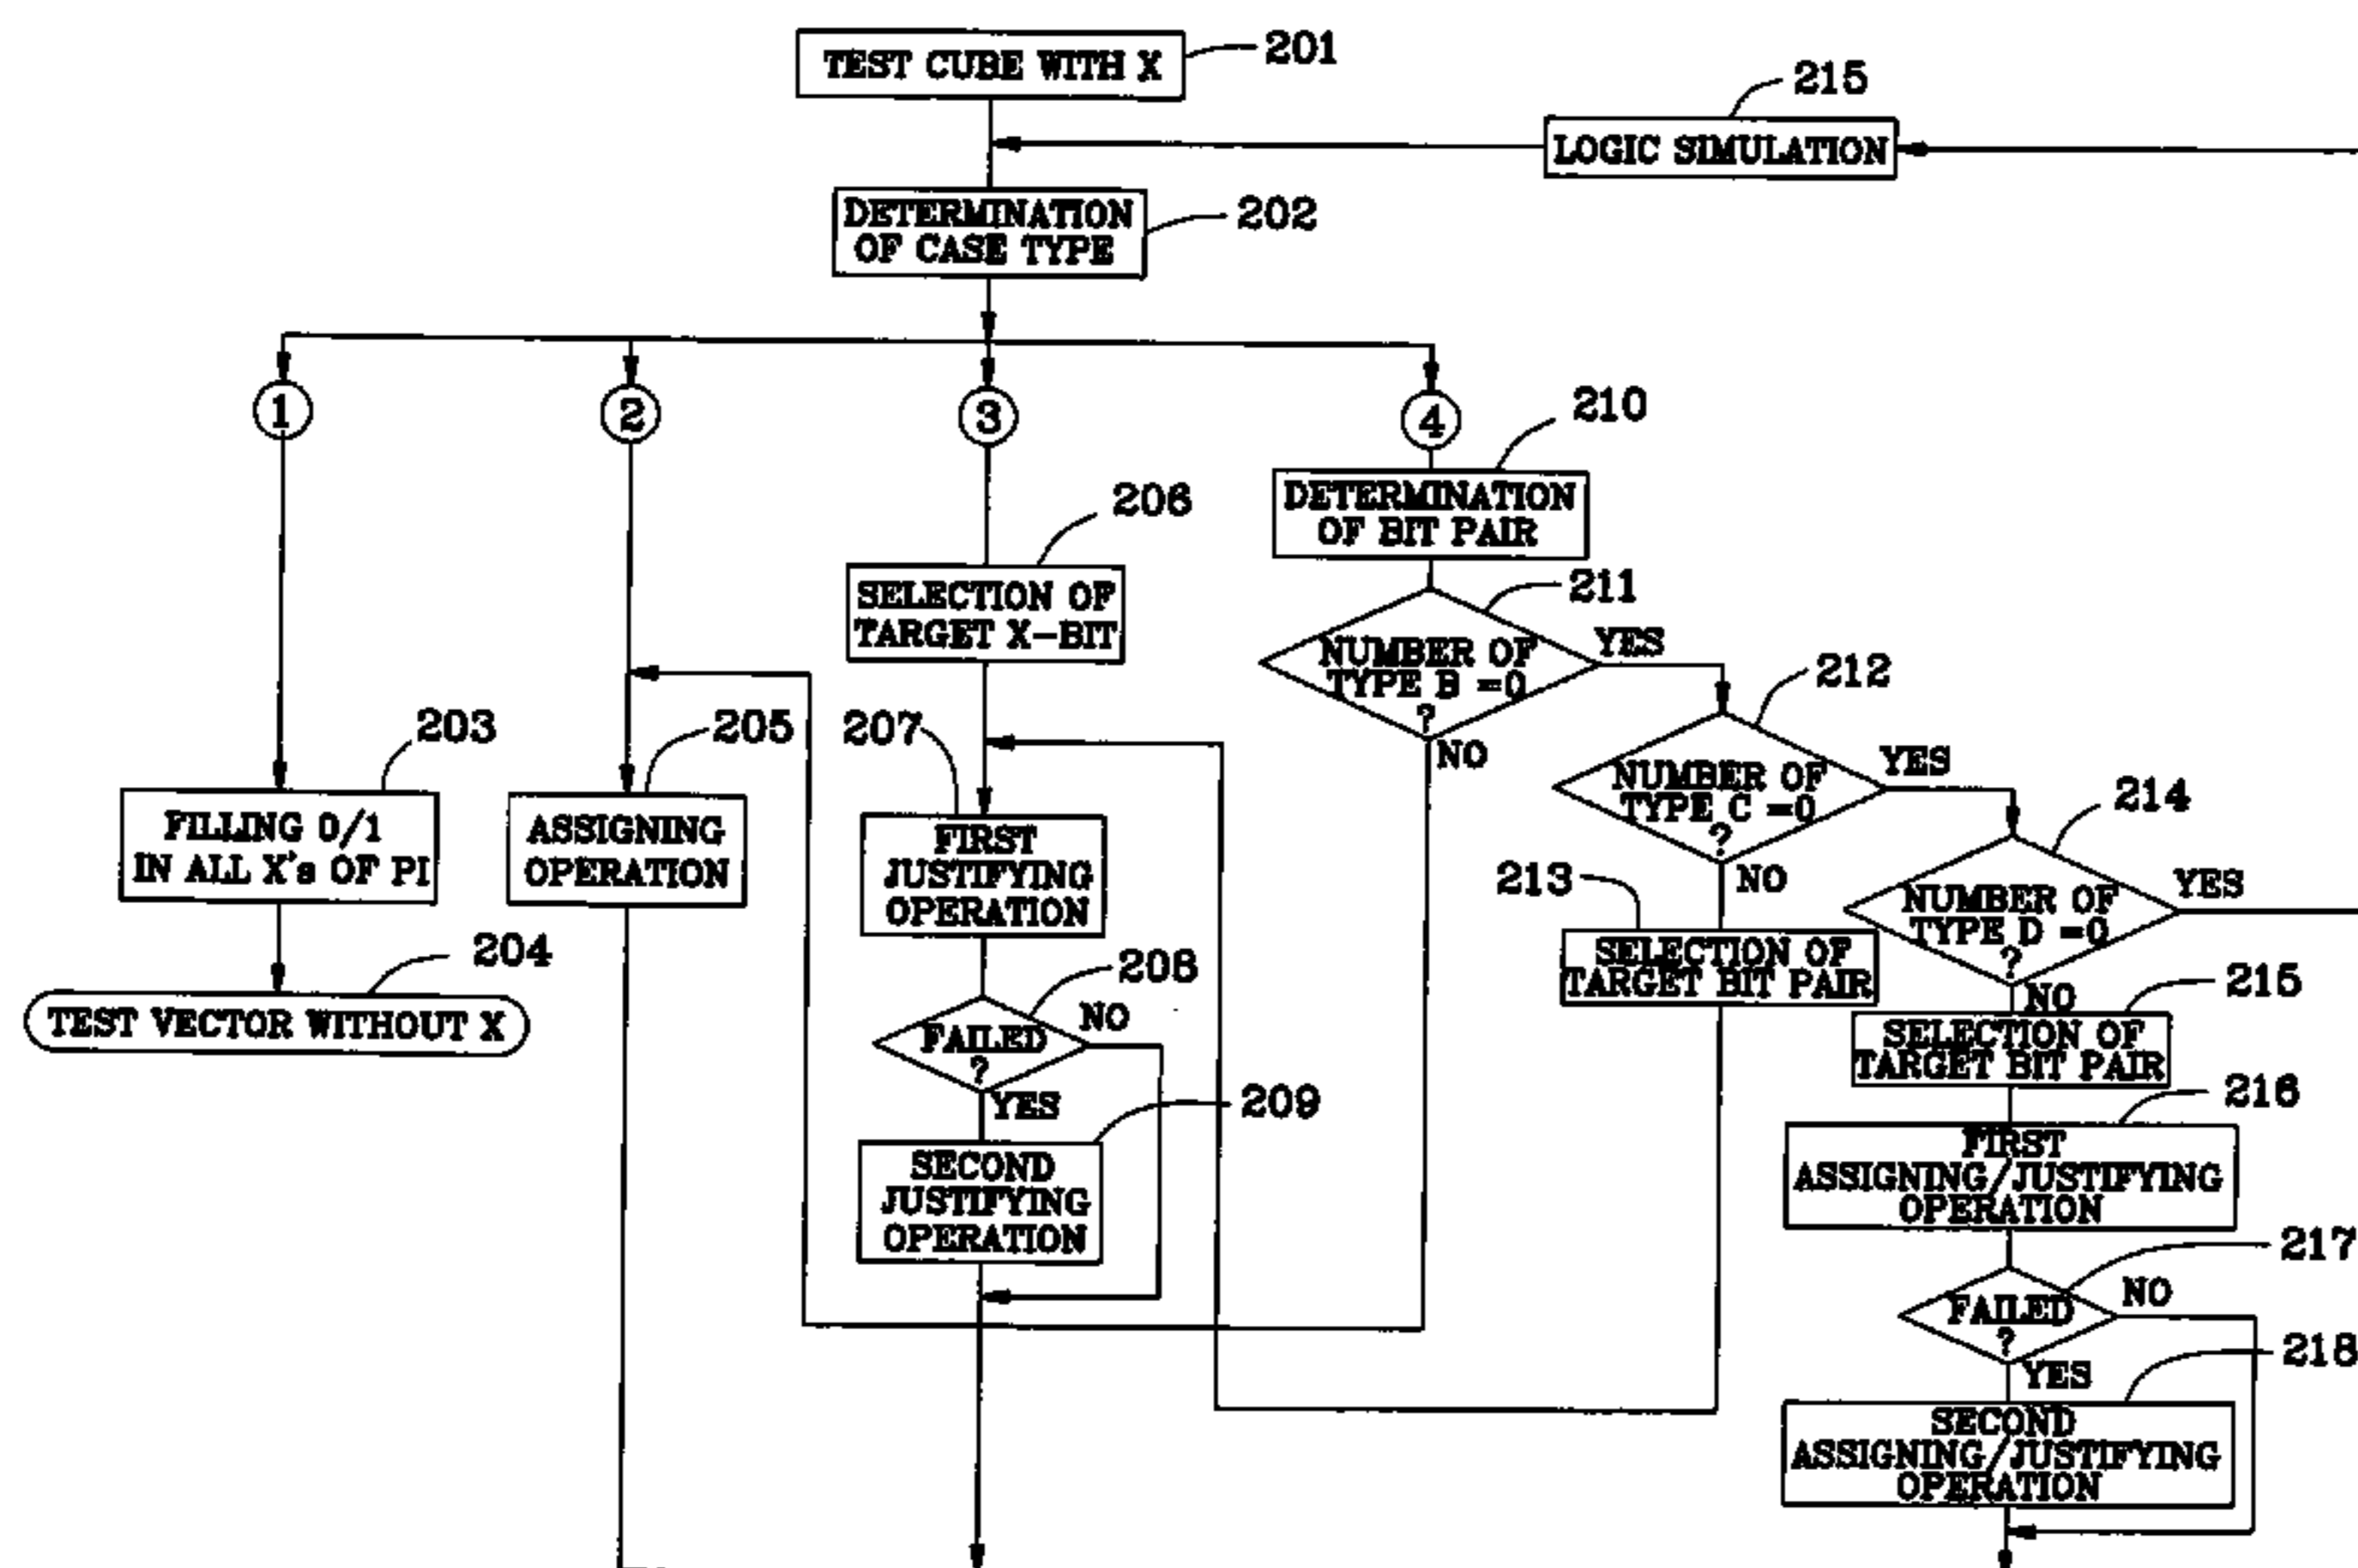 TEST CUBE WITH X
201
215
LOGIC SIMULATION
DETERMINATION
OF CASE TYPE
202
1
2
3
4
210
DETERMINATION
OF BIT PAIR
206
SELECTION OF
TARGET X-BIT
211
NUMBER OF
TYPE B =0
?
YES
NO
212
NUMBER OF
TYPE C =0
?
YES
NO
203
FILLING 0/1
IN ALL X's OF PI
205
ASSIGNING
OPERATION
207
FIRST
JUSTIFYING
OPERATION
214
NUMBER OF
TYPE D =0
?
YES
NO
213
SELECTION OF
TARGET BIT PAIR
204
TEST VECTOR WITHOUT X
208
FAILED
?
NO
YES
215
SELECTION OF
TARGET BIT PAIR
209
SECOND
JUSTIFYING
OPERATION
216
FIRST
ASSIGNING/JUSTIFYING
OPERATION
217
FAILED
?
NO
YES
218
SECOND
ASSIGNING/JUSTIFYING
OPERATION